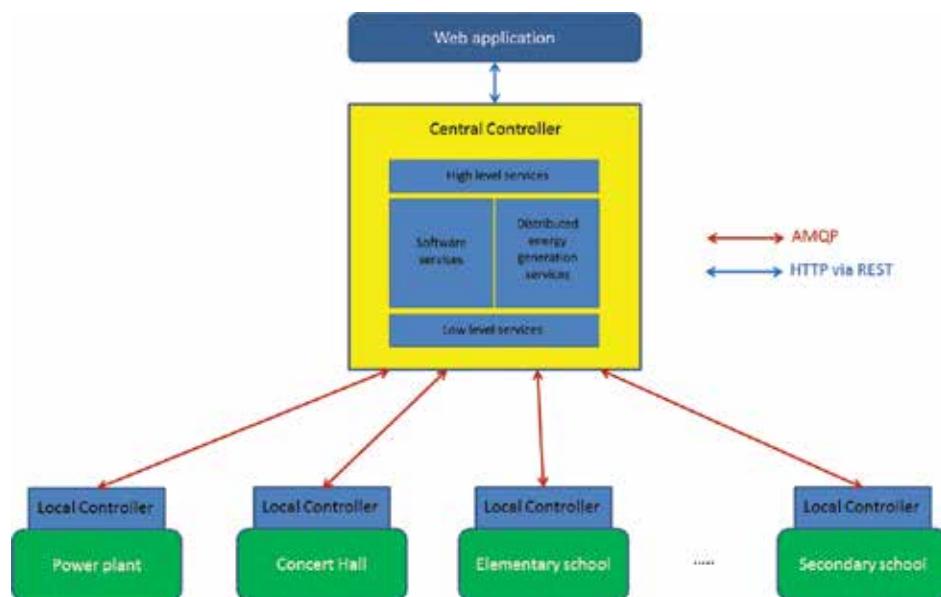 Web application
Central Controller
High level services
Software
services
Distributed
energy
generation
services
Low level services
AMQP
HTTP via REST
Local Controller
Local Controller
Local Controller
Local Controller
Power plant
Concert Hall
Elementary school
.....
Secondary school